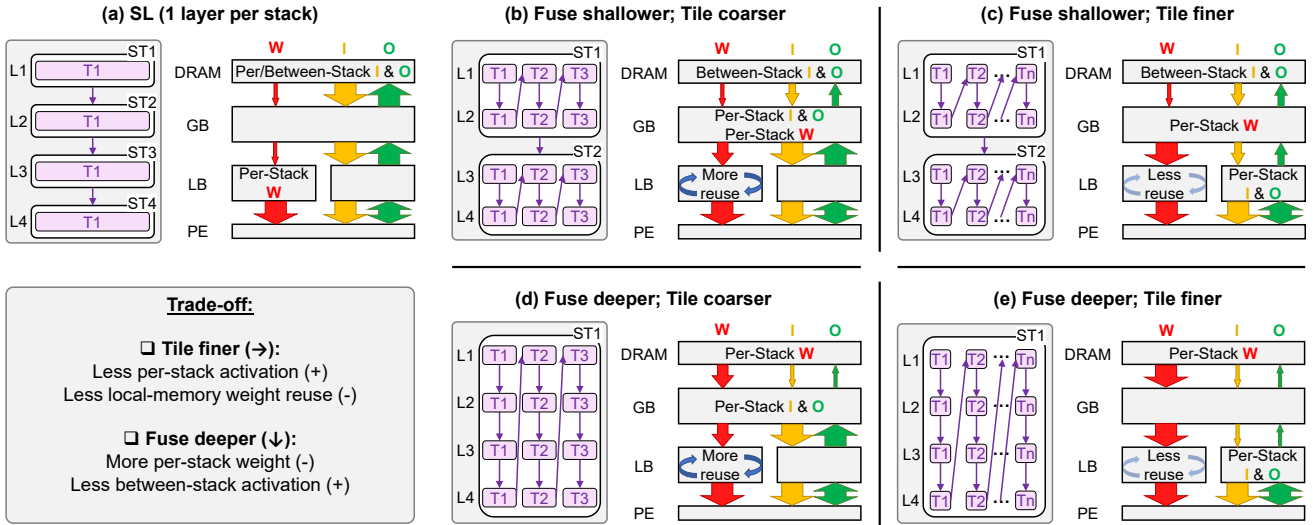 (a) SL (1 layer per stack)
ST1
L1 T1
ST2
L2 T1
ST3
L3 T1
ST4
L4 T1
W I O
DRAM Per/Between-Stack I & O
GB
LB Per-Stack
W
PE
(b) Fuse shallower; Tile coarser
ST1
L1 T1 T2 T3
L2 T1 T2 T3
ST2
L3 T1 T2 T3
L4 T1 T2 T3
W I O
DRAM Between-Stack I & O
GB Per-Stack I & O
Per-Stack W
LB More
reuse
PE
(c) Fuse shallower; Tile finer
ST1
L1 T1 T2 ... Tn
L2 T1 T2 ... Tn
ST2
L3 T1 T2 ... Tn
L4 T1 T2 ... Tn
W I O
DRAM Between-Stack I & O
GB Per-Stack W
LB Less
reuse
Per-Stack
I & O
PE
Trade-off:
❑ Tile finer (→):
Less per-stack activation (+)
Less local-memory weight reuse (-)
❑ Fuse deeper (↓):
More per-stack weight (-)
Less between-stack activation (+)
(d) Fuse deeper; Tile coarser
ST1
L1 T1 T2 T3
L2 T1 T2 T3
L3 T1 T2 T3
L4 T1 T2 T3
W I O
DRAM Per-Stack W
GB Per-Stack I & O
LB More
reuse
PE
(e) Fuse deeper; Tile finer
ST1
L1 T1 T2 ... Tn
L2 T1 T2 ... Tn
L3 T1 T2 ... Tn
L4 T1 T2 ... Tn
W I O
DRAM Per-Stack W
GB
LB Less
reuse
Per-Stack
I & O
PE